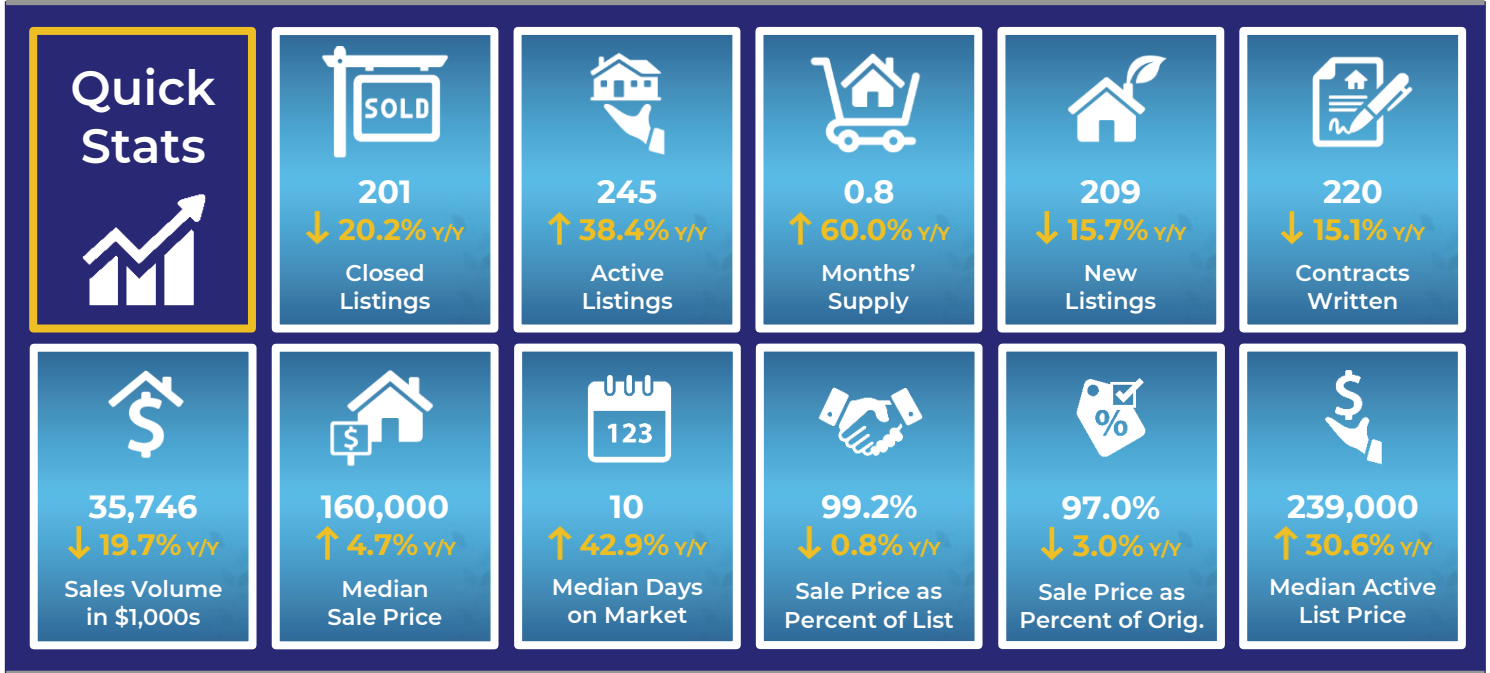 Quick
Stats
SOLD
201
↓ 20.2% Y/Y
Closed
Listings
245
↑ 38.4% Y/Y
Active
Listings
0.8
↑ 60.0% Y/Y
Months’
Supply
209
↓ 15.7% Y/Y
New
Listings
220
↓ 15.1% Y/Y
Contracts
Written
$
35,746
↓ 19.7% Y/Y
Sales Volume
in $1,000s
$
160,000
↑ 4.7% Y/Y
Median
Sale Price
123
10
↑ 42.9% Y/Y
Median Days
on Market
99.2%
↓ 0.8% Y/Y
Sale Price as
Percent of List
%
97.0%
↓ 3.0% Y/Y
Sale Price as
Percent of Orig.
$
239,000
↑ 30.6% Y/Y
Median Active
List Price